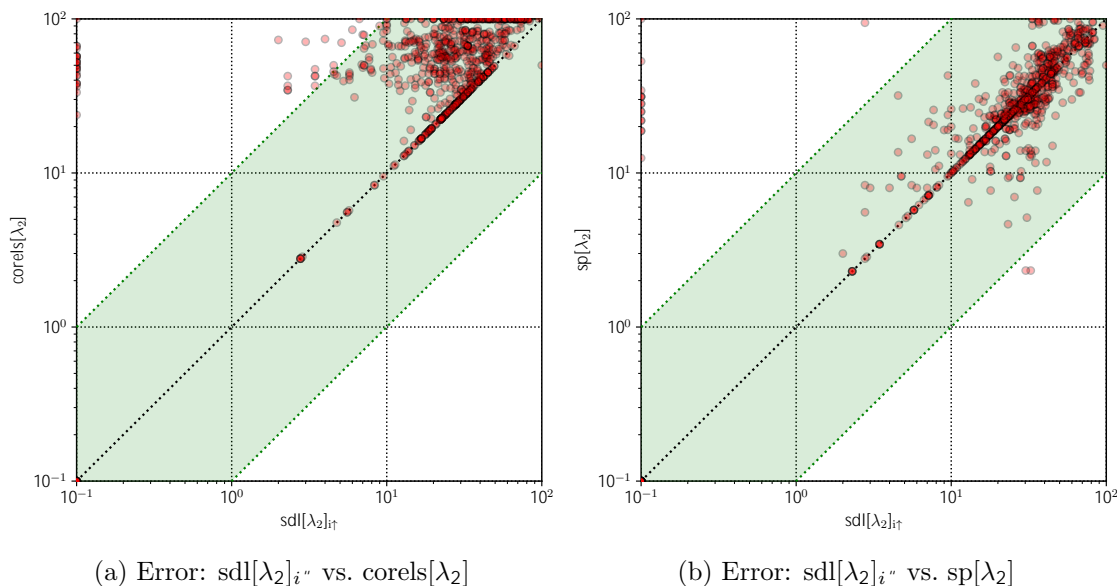 10²
10¹
10⁰
10⁻¹
10⁻¹
10⁰
10¹
10²
corels[λ₂]
sdl[λ₂]i↑
(a) Error: sdl[λ₂]i″ vs. corels[λ₂]
10²
10¹
10⁰
10⁻¹
10⁻¹
10⁰
10¹
10²
sp[λ₂]
sdl[λ₂]i↑
(b) Error: sdl[λ₂]i″ vs. sp[λ₂]